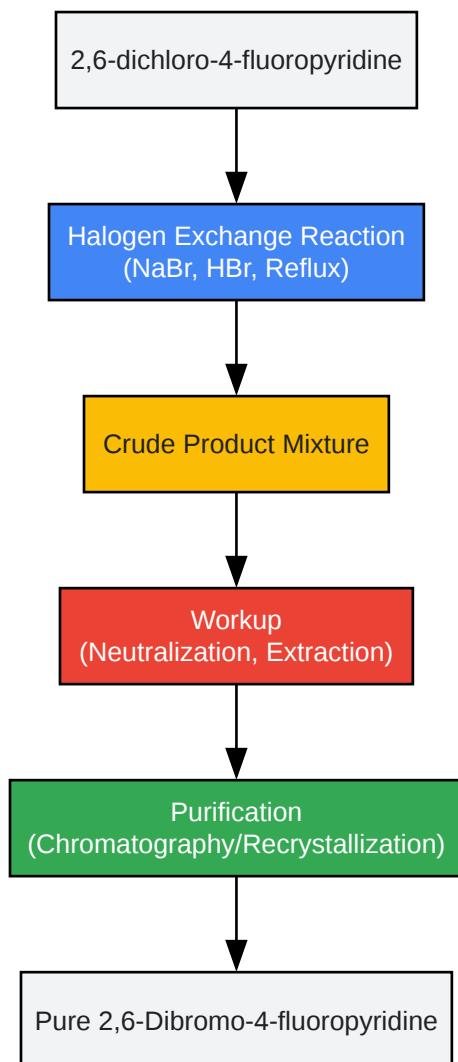 2,6-dichloro-4-fluoropyridine
Halogen Exchange Reaction
(NaBr, HBr, Reflux)
Crude Product Mixture
Workup
(Neutralization, Extraction)
Purification
(Chromatography/Recrystallization)
Pure 2,6-Dibromo-4-fluoropyridine